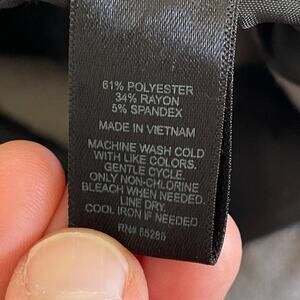 61% POLYESTER
34% RAYON
5% SPANDEX
MADE IN VIETNAM
MACHINE WASH COLD
WITH LIKE COLORS.
GENTLE CYCLE.
ONLY NON-CHLORINE
BLEACH WHEN NEEDED.
LINE DRY.
COOL IRON IF NEEDED
RN#